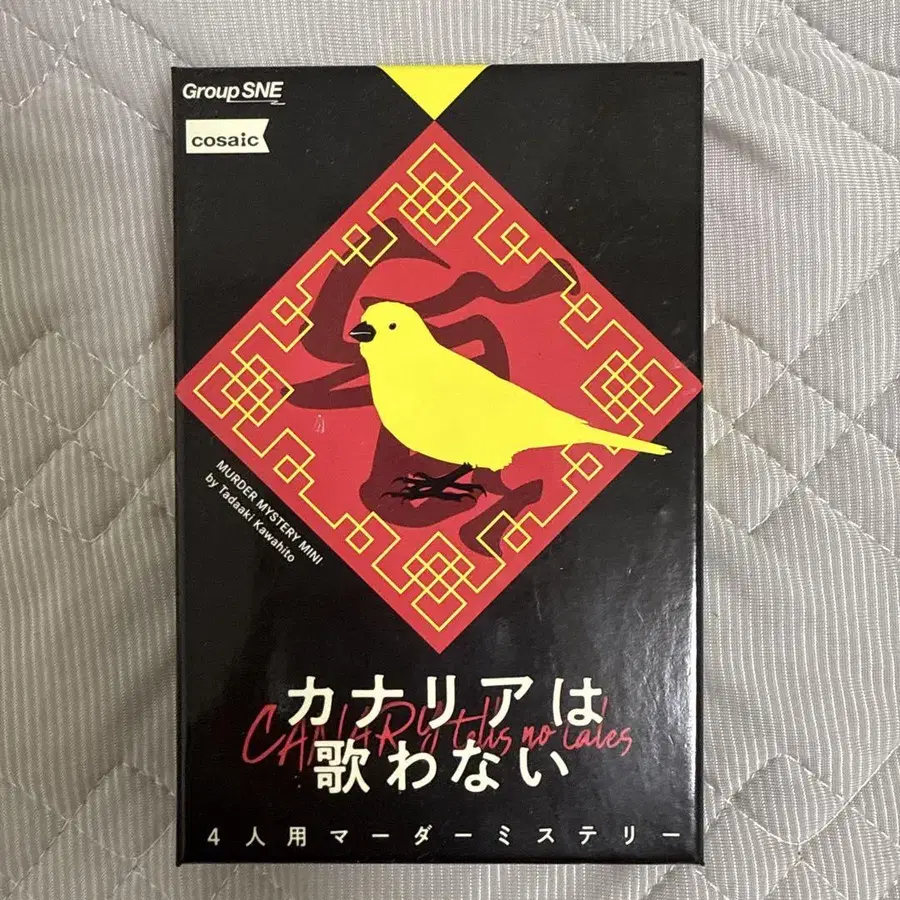 Group SNE
cosaic
MURDER MYSTERY MINI
by Tadaaki Kawahito
カナリアは
CANARY tells no tales
歌わない
4人用マーダーミステリー